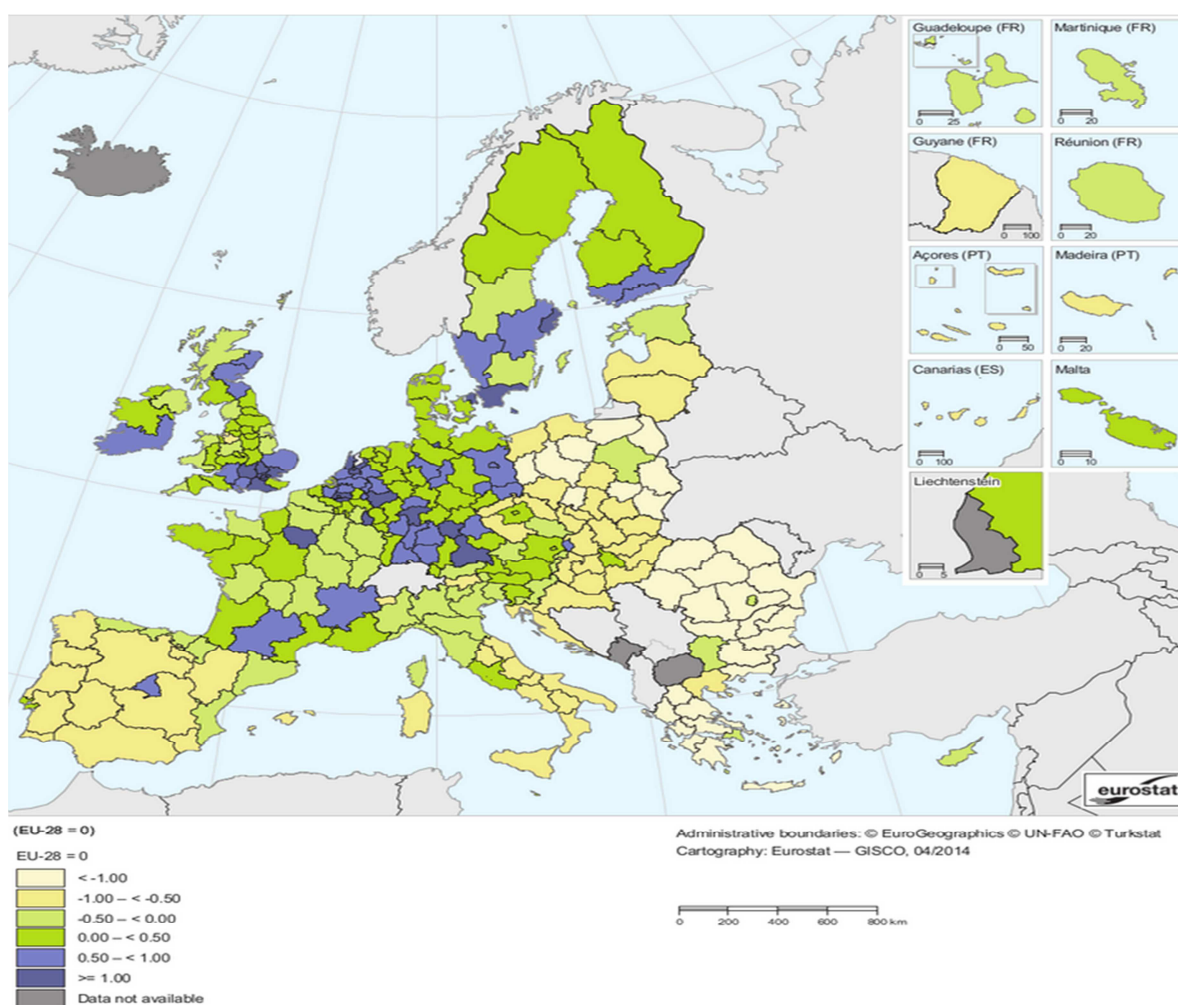 Guadeloupe (FR)
0 25
Martinique (FR)
0 20
Guyane (FR)
0 100
Réunion (FR)
0 20
Açores (PT)
0 50
Madeira (PT)
0 20
Canarias (ES)
0 100
Malta
0 10
Liechtenstein
0 5
eurostat
(EU-28 = 0)
EU-28 = 0
< -1.00
-1.00 – < -0.50
-0.50 – < 0.00
0.00 – < 0.50
0.50 – < 1.00
>= 1.00
Data not available
Administrative boundaries: © EuroGeographics © UN-FAO © Turkstat
Cartography: Eurostat — GISCO, 04/2014
0 200 400 600 800 km